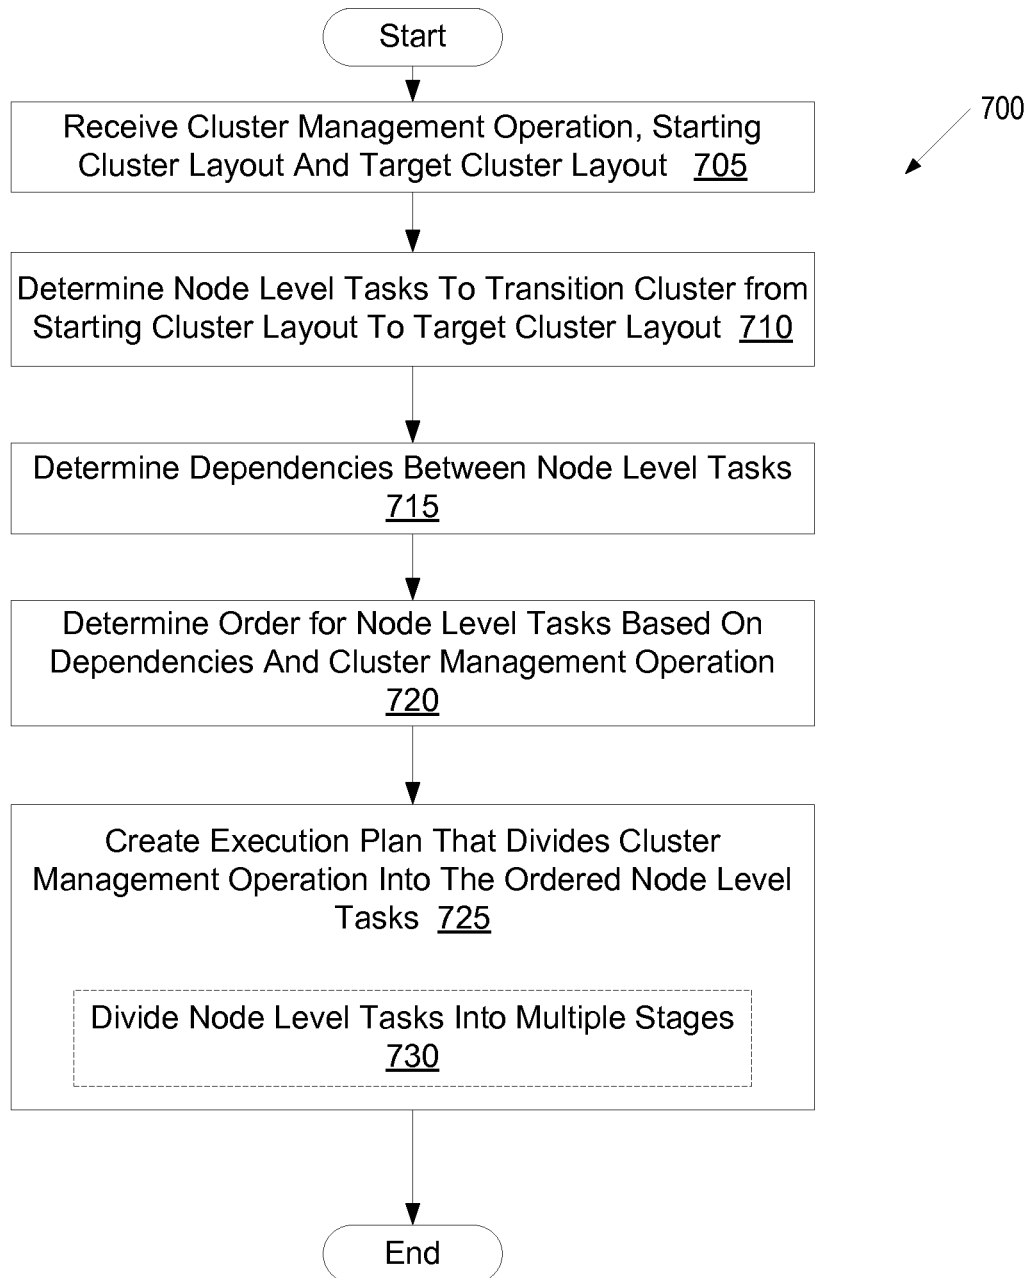 Start
700
Receive Cluster Management Operation, Starting
Cluster Layout And Target Cluster Layout 705
Determine Node Level Tasks To Transition Cluster from
Starting Cluster Layout To Target Cluster Layout 710
Determine Dependencies Between Node Level Tasks
715
Determine Order for Node Level Tasks Based On
Dependencies And Cluster Management Operation
720
Create Execution Plan That Divides Cluster
Management Operation Into The Ordered Node Level
Tasks 725
Divide Node Level Tasks Into Multiple Stages
730
End